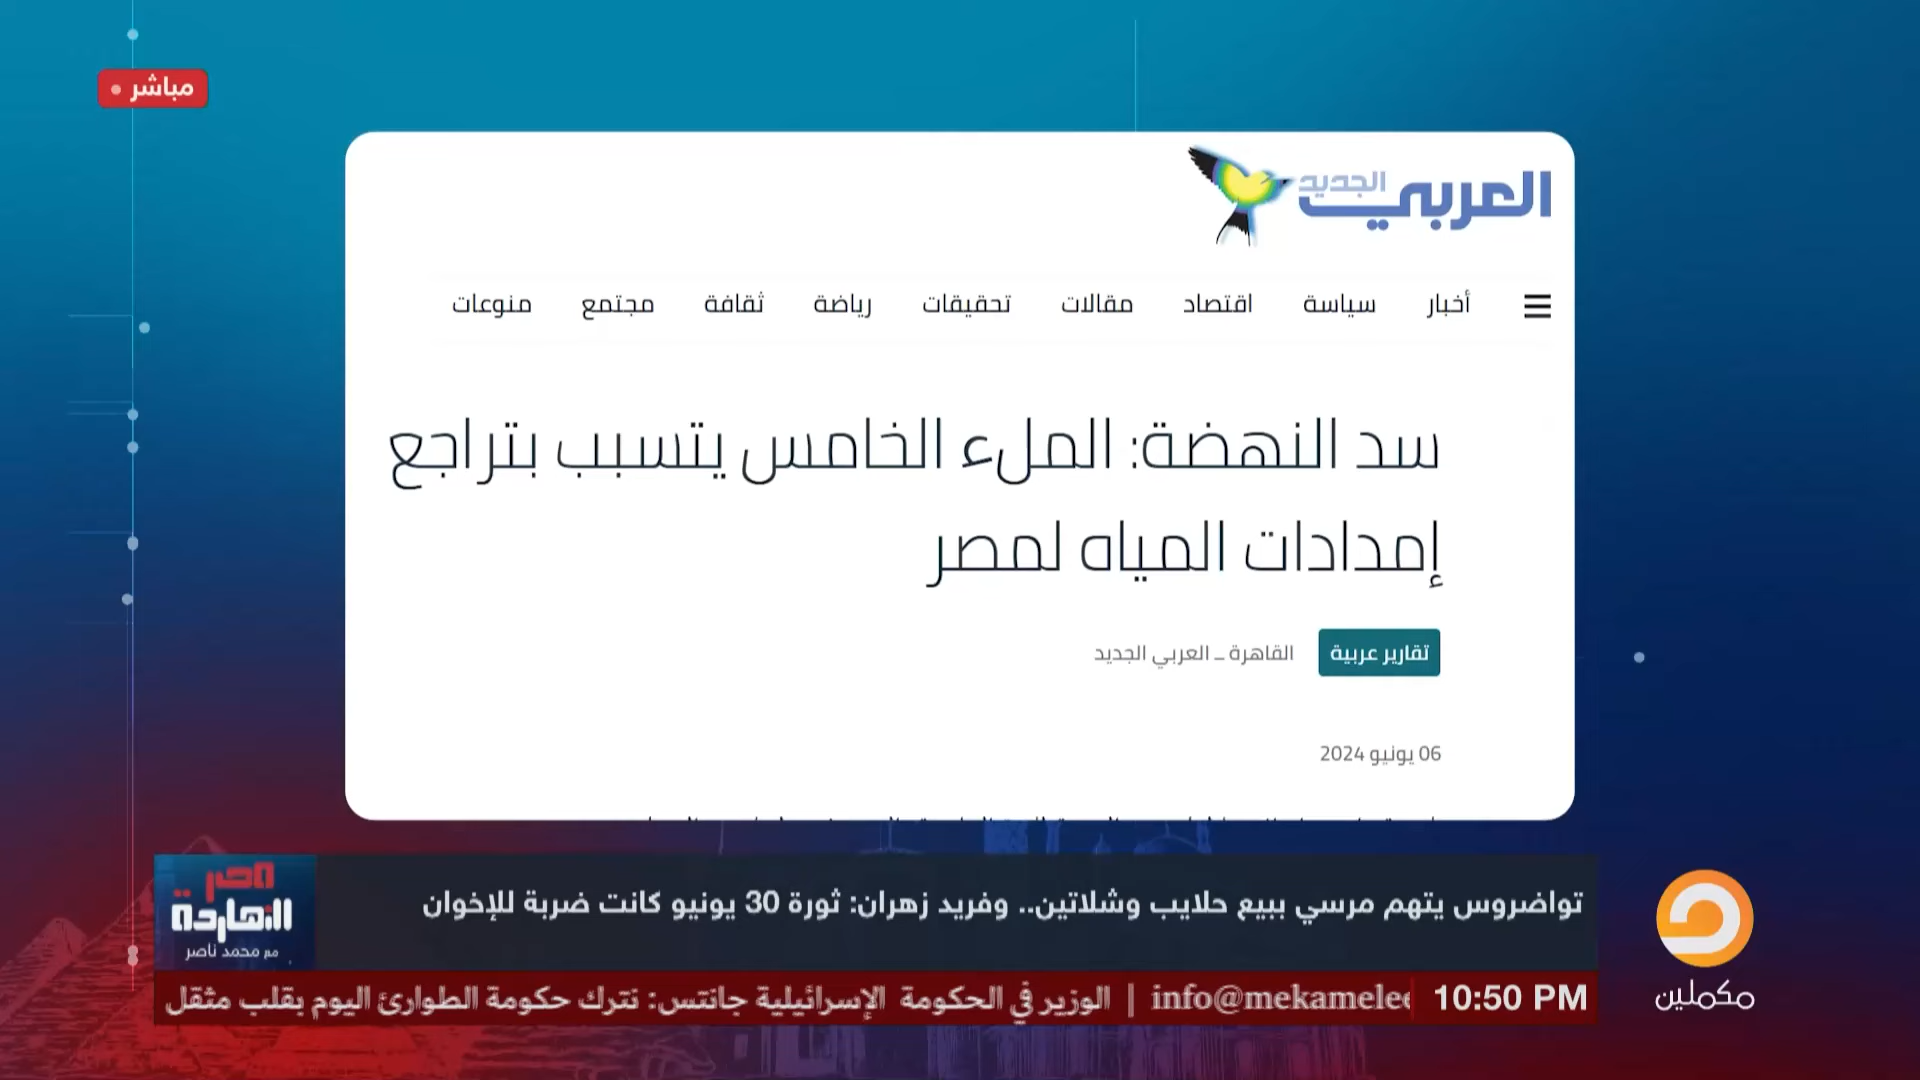 مباشر
العربي الجديد
أخبار سياسة اقتصاد مقالات تحقيقات رياضة ثقافة مجتمع منوعات
سد النهضة: الملء الخامس يتسبب بتراجع
إمدادات المياه لمصر
تقارير عربية القاهرة ـ العربي الجديد
06 يونيو 2024
تواضروس يتهم مرسي ببيع حلايب وشلاتين.. وفريد زهران: ثورة 30 يونيو كانت ضربة للإخوان
مصر
النهاردة
مع محمد ناصر
10:50 PM info@mekamelee | الوزير في الحكومة الإسرائيلية جانتس: نترك حكومة الطوارئ اليوم بقلب مثقل
مكملين